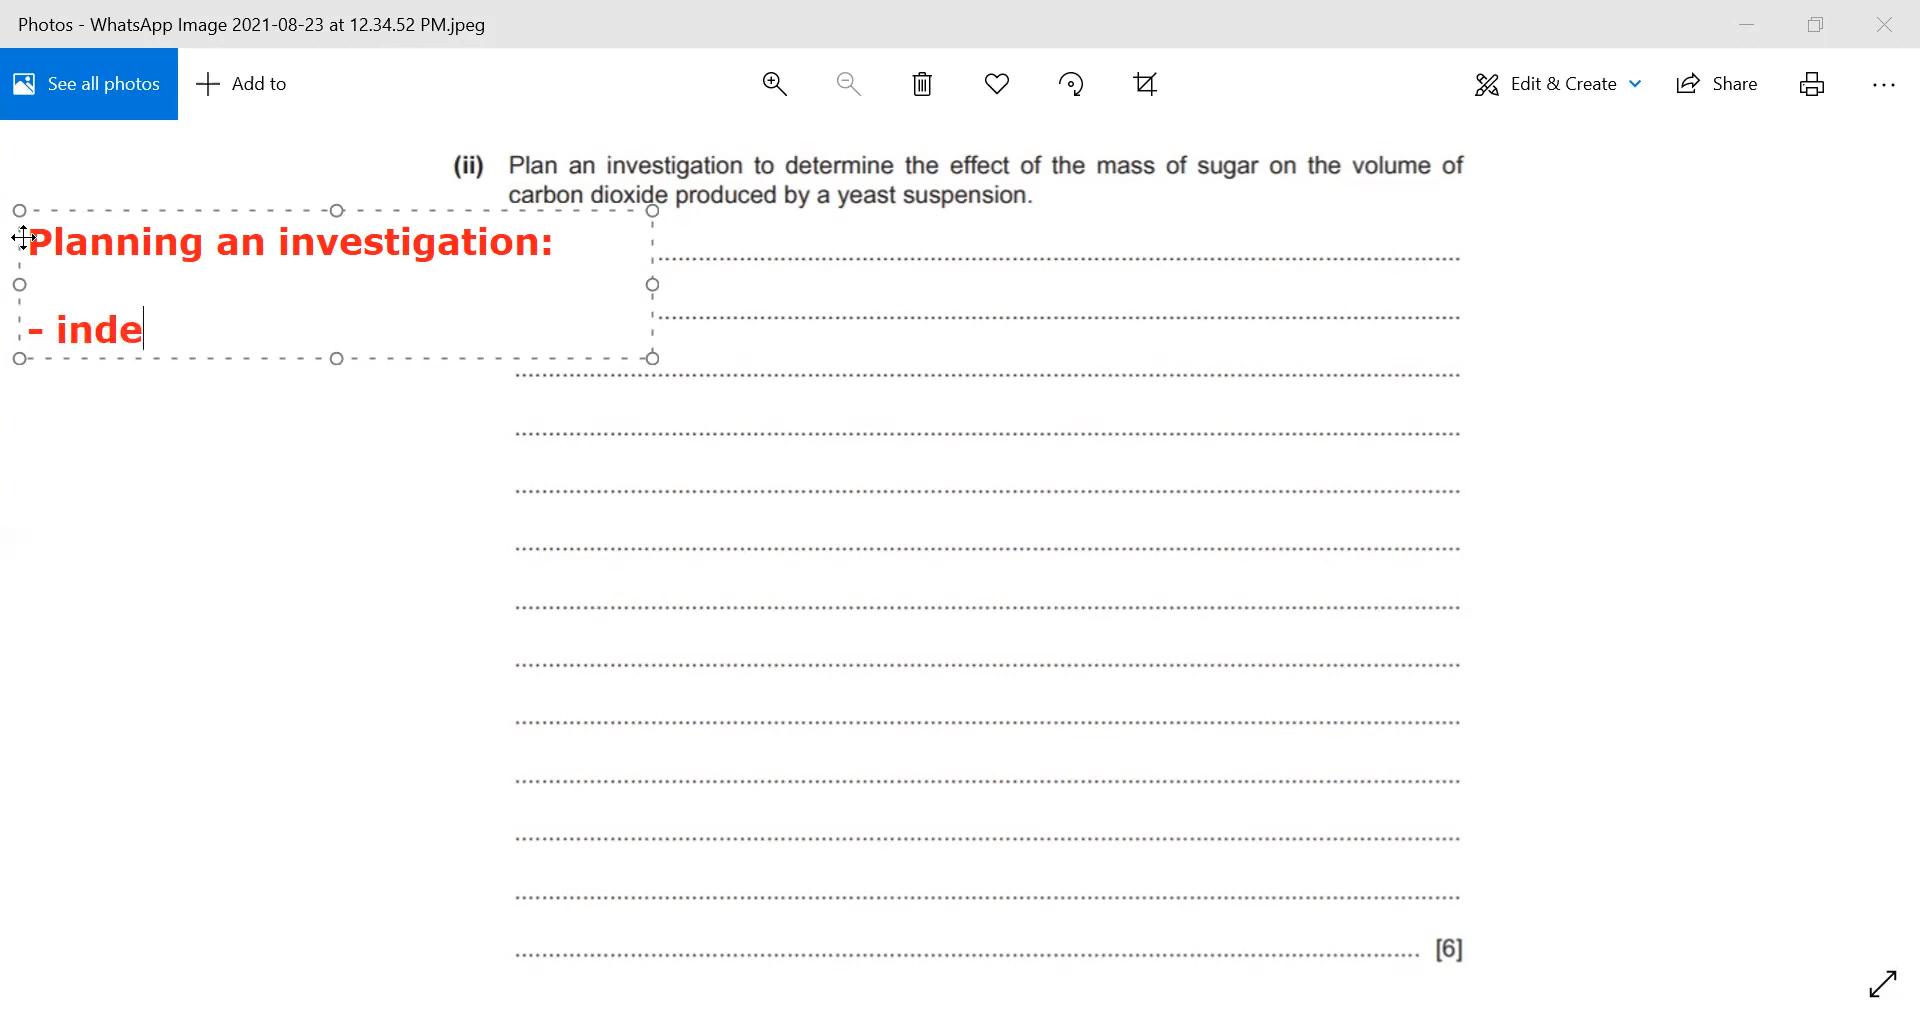 Photos - WhatsApp Image 2021-08-23 at 12.34.52 PM.jpeg
See all photos
Add to
Edit & Create
Share
(ii) Plan an investigation to determine the effect of the mass of sugar on the volume of
carbon dioxide produced by a yeast suspension.
Planning an investigation:
- inde
[6]